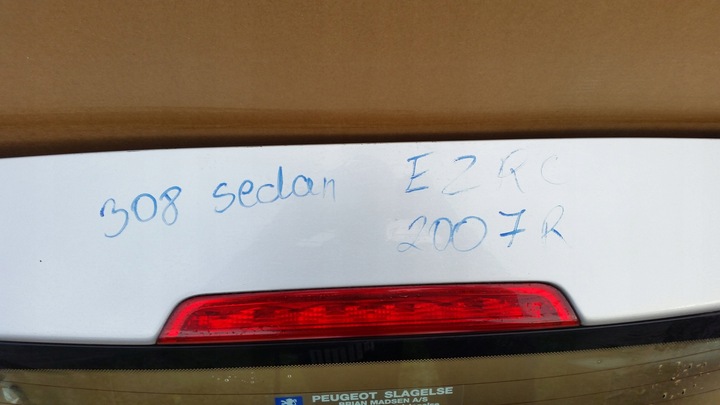 308 sedan EZRC
2007R
PEUGEOT SLAGELSE
BRIAN MADSEN A/S